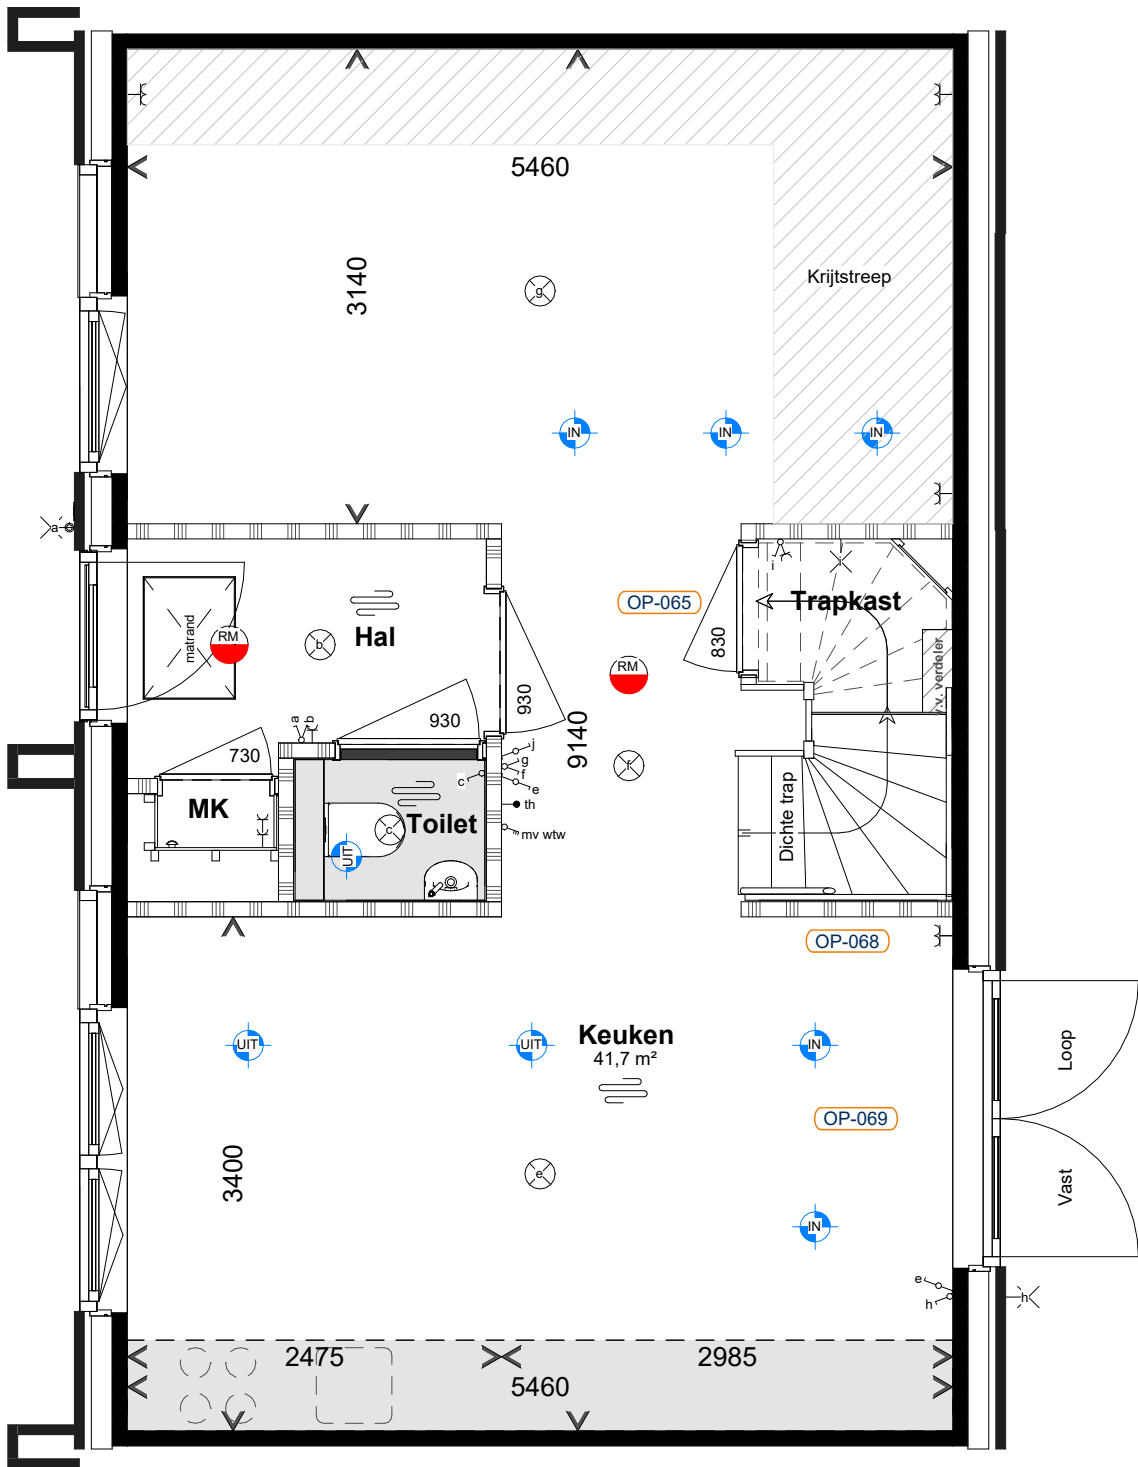 5460
3140
Krijtstreep
g
IN
IN
IN
a
i
i
OP-065
Trapkast
matrand
RM
b
Hal
830
v.v. verdeler
RM
930
930
9140
a
b
730
j
g
f
e
c
th
mv wtw
f
MK
Toilet
c
UIT
Dichte trap
OP-068
UIT
UIT
Keuken
41,7 m²
IN
Loop
OP-069
3400
e
Vast
IN
e
h
h
2475
2985
5460